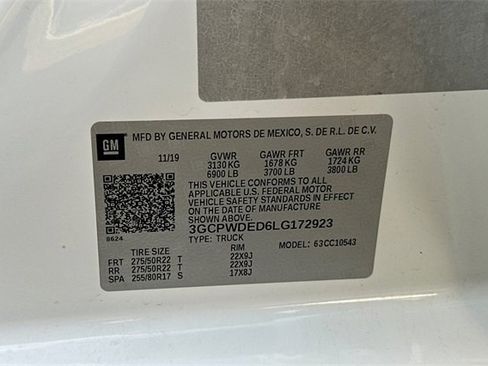 GM MFD BY GENERAL MOTORS DE MEXICO, S. DE R.L. DE C.V.
11/19 GVWR GAWR FRT GAWR RR
3130 KG 1678 KG 1724 KG
6900 LB 3700 LB 3800 LB
THIS VEHICLE CONFORMS TO ALL APPLICABLE
U.S. FEDERAL MOTOR
VEHICLE SAFETY STANDARDS IN EFFECT ON THE
DATE OF MANUFACTURE SHOWN ABOVE.
3GCPWDED6LG172923
8624 TYPE: TRUCK MODEL: 63CC10543
TIRE SIZE RIM
FRT 275/50R22 T 22X9J
RR 275/50R22 T 22X9J
SPA 255/80R17 S 17X8J